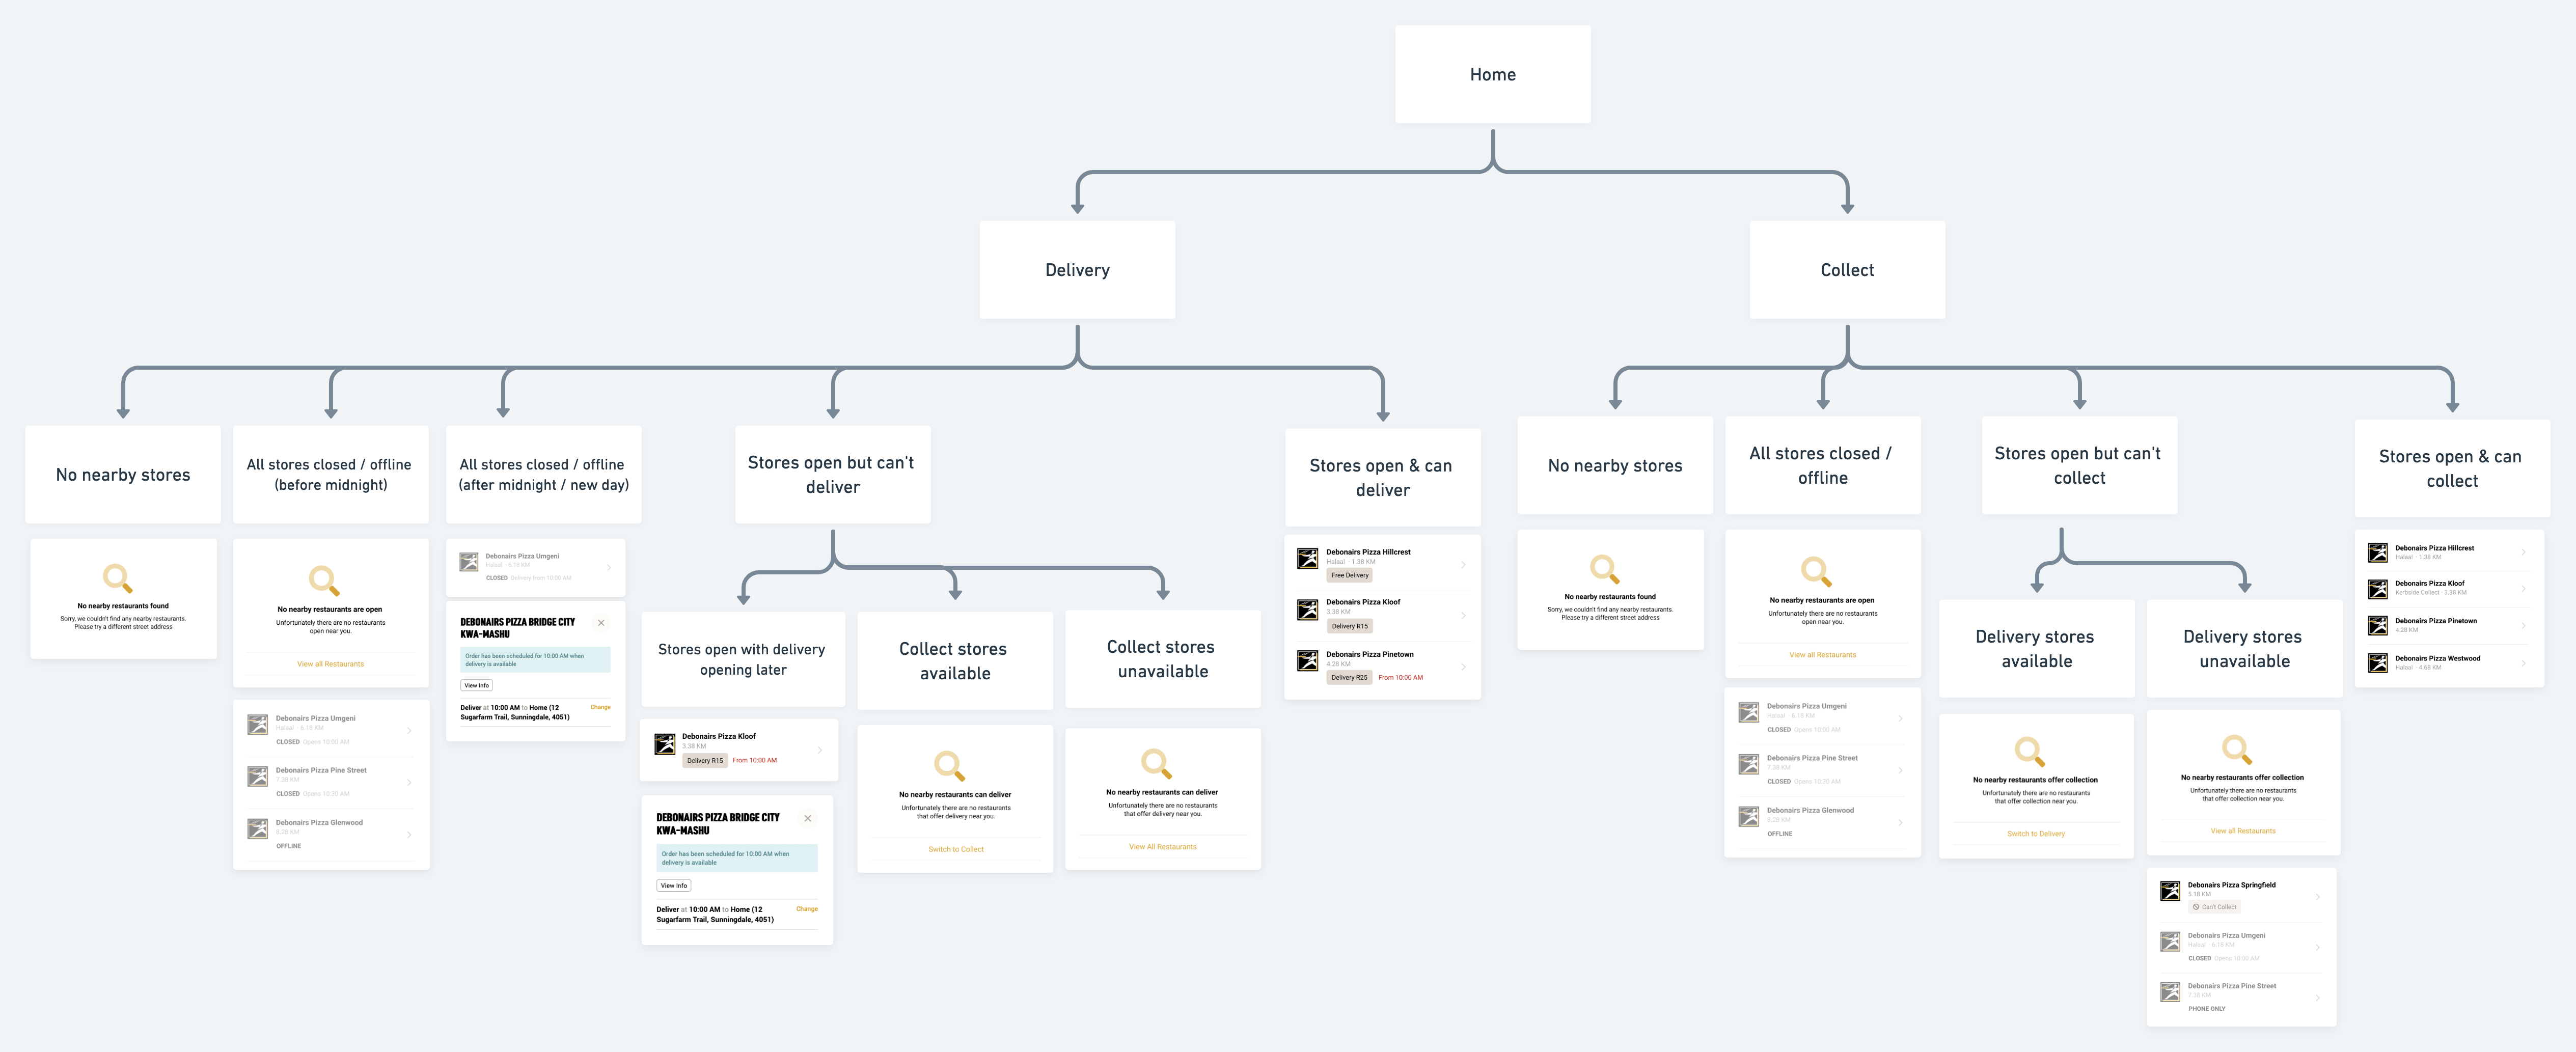 Home
Delivery
Collect
No nearby stores
All stores closed / offline
(before midnight)
All stores closed / offline
(after midnight / new day)
Stores open but can't
deliver
Stores open & can
deliver
No nearby stores
All stores closed /
offline
Stores open but can't
collect
Stores open & can
collect
No nearby restaurants found
Sorry, we couldn't find any nearby restaurants.
Please try a different street address
No nearby restaurants are open
Unfortunately there are no restaurants
open near you.
View all Restaurants
Debonairs Pizza Umgeni
Halaal · 6.18 KM
CLOSED Opens 10:00 AM
Debonairs Pizza Pine Street
7.38 KM
CLOSED Opens 10:30 AM
Debonairs Pizza Glenwood
8.28 KM
OFFLINE
Debonairs Pizza Umgeni
Halaal · 6.18 KM
CLOSED Delivery from 10:00 AM
DEBONAIRS PIZZA BRIDGE CITY
KWA-MASHU
Order has been scheduled for 10:00 AM when
delivery is available
View Info
Deliver at 10:00 AM to Home (12
Sugarfarm Trail, Sunningdale, 4051)
Change
Stores open with delivery
opening later
Debonairs Pizza Kloof
3.38 KM
Delivery R15 From 10:00 AM
DEBONAIRS PIZZA BRIDGE CITY
KWA-MASHU
Order has been scheduled for 10:00 AM when
delivery is available
View Info
Deliver at 10:00 AM to Home (12
Sugarfarm Trail, Sunningdale, 4051)
Change
Collect stores
available
No nearby restaurants can deliver
Unfortunately there are no restaurants
that offer delivery near you.
Switch to Collect
Collect stores
unavailable
No nearby restaurants can deliver
Unfortunately there are no restaurants
that offer delivery near you.
View All Restaurants
Debonairs Pizza Hillcrest
Halaal · 1.38 KM
Free Delivery
Debonairs Pizza Kloof
3.38 KM
Delivery R15
Debonairs Pizza Pinetown
4.28 KM
Delivery R25 From 10:00 AM
No nearby restaurants found
Sorry, we couldn't find any nearby restaurants.
Please try a different street address
No nearby restaurants are open
Unfortunately there are no restaurants
open near you.
View all Restaurants
Debonairs Pizza Umgeni
Halaal · 6.18 KM
CLOSED Opens 10:00 AM
Debonairs Pizza Pine Street
7.38 KM
CLOSED Opens 10:30 AM
Debonairs Pizza Glenwood
8.28 KM
OFFLINE
Delivery stores
available
No nearby restaurants offer collection
Unfortunately there are no restaurants
that offer collection near you.
Switch to Delivery
Delivery stores
unavailable
No nearby restaurants offer collection
Unfortunately there are no restaurants
that offer collection near you.
View all Restaurants
Debonairs Pizza Springfield
5.18 KM
Can't Collect
Debonairs Pizza Umgeni
Halaal · 6.18 KM
CLOSED Opens 10:00 AM
Debonairs Pizza Pine Street
7.38 KM
PHONE ONLY
Debonairs Pizza Hillcrest
Halaal · 1.38 KM
Debonairs Pizza Kloof
Kerbside Collect · 3.38 KM
Debonairs Pizza Pinetown
4.28 KM
Debonairs Pizza Westwood
Halaal · 4.68 KM